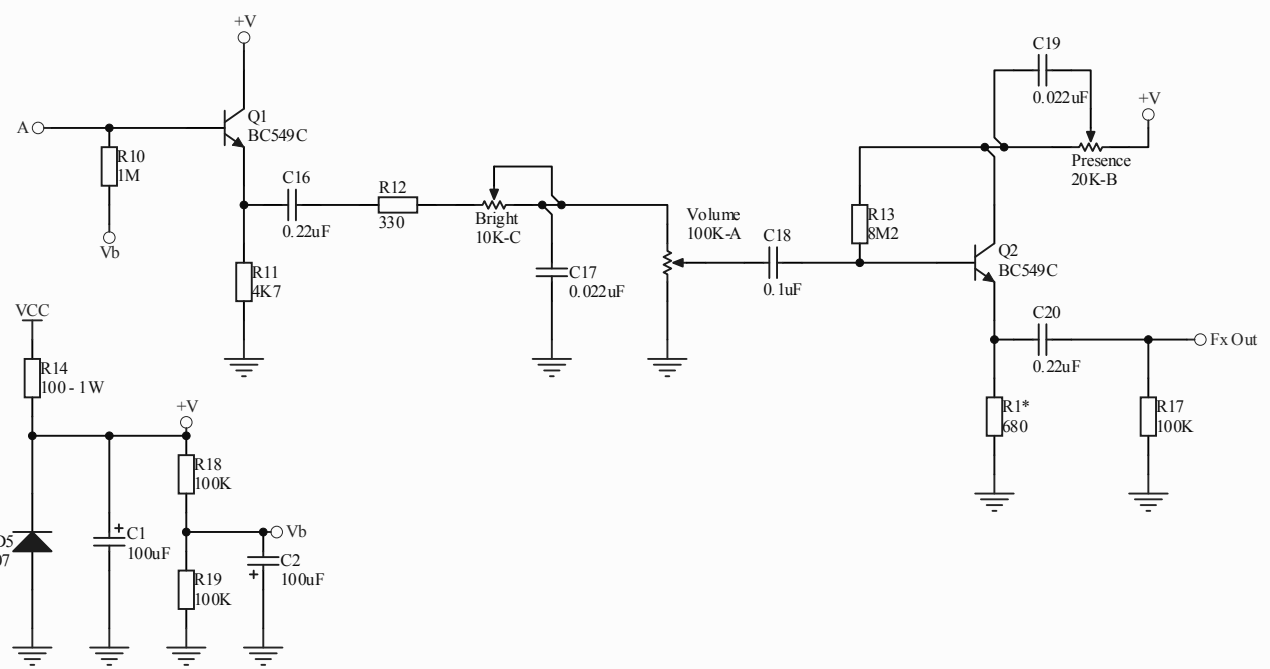 +V
A
Q1
BC549C
R10
1M
Vb
C16
0.22uF
R12
330
Bright
10K-C
R11
4K7
C17
0.022uF
Volume
100K-A
C18
0.1uF
R13
8M2
C19
0.022uF
+V
Presence
20K-B
Q2
BC549C
C20
0.22uF
Fx Out
R1*
680
R17
100K
VCC
R14
100 - 1W
+V
R18
100K
Vb
C1
+
100uF
C2
+
100uF
R19
100K